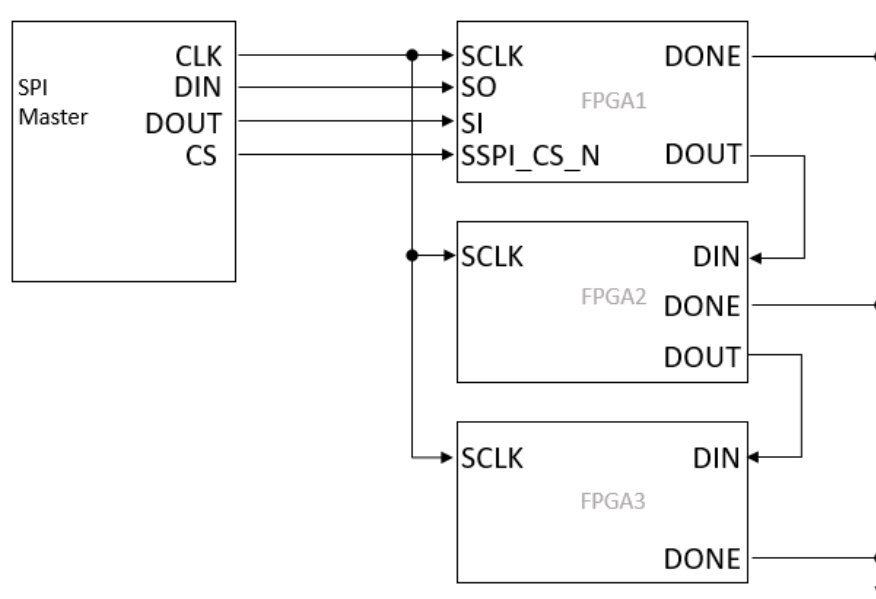 SPI
Master
CLK
DIN
DOUT
CS
SCLK
SO
SI
SSPI_CS_N
FPGA1
DONE
DOUT
SCLK
FPGA2
DIN
DONE
DOUT
SCLK
FPGA3
DIN
DONE